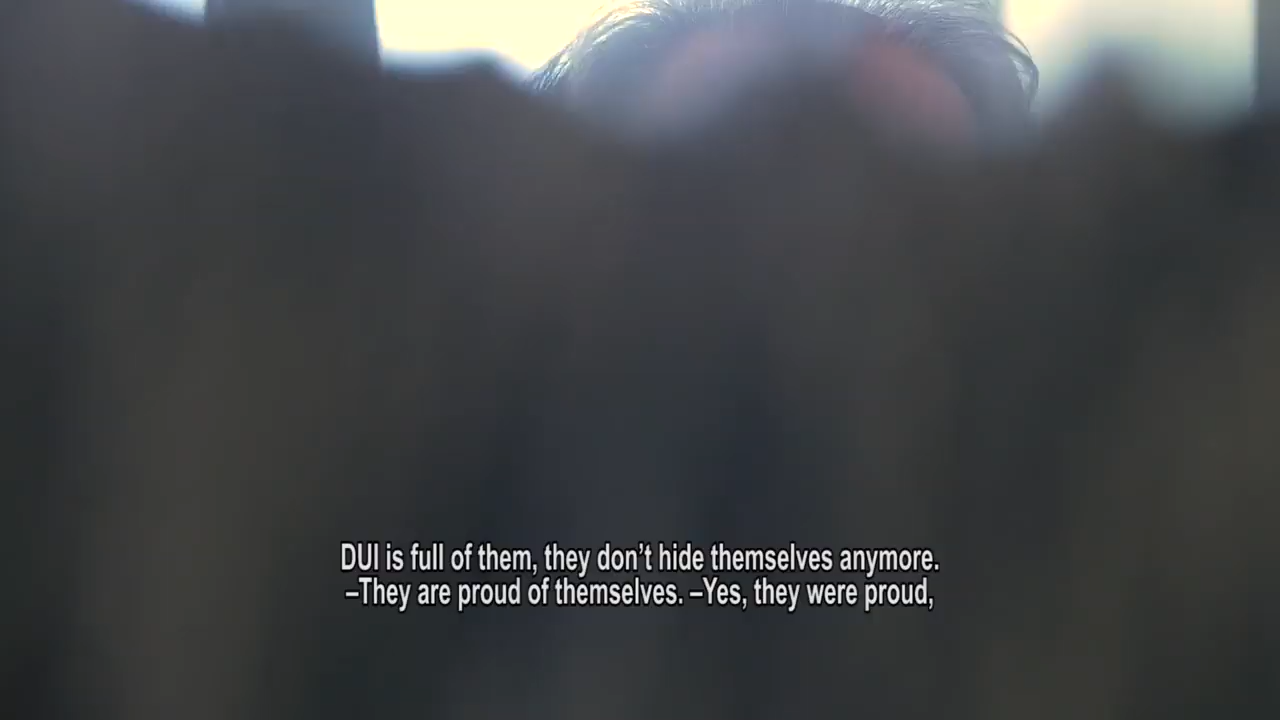 DUI is full of them, they don’t hide themselves anymore.
–They are proud of themselves. –Yes, they were proud,